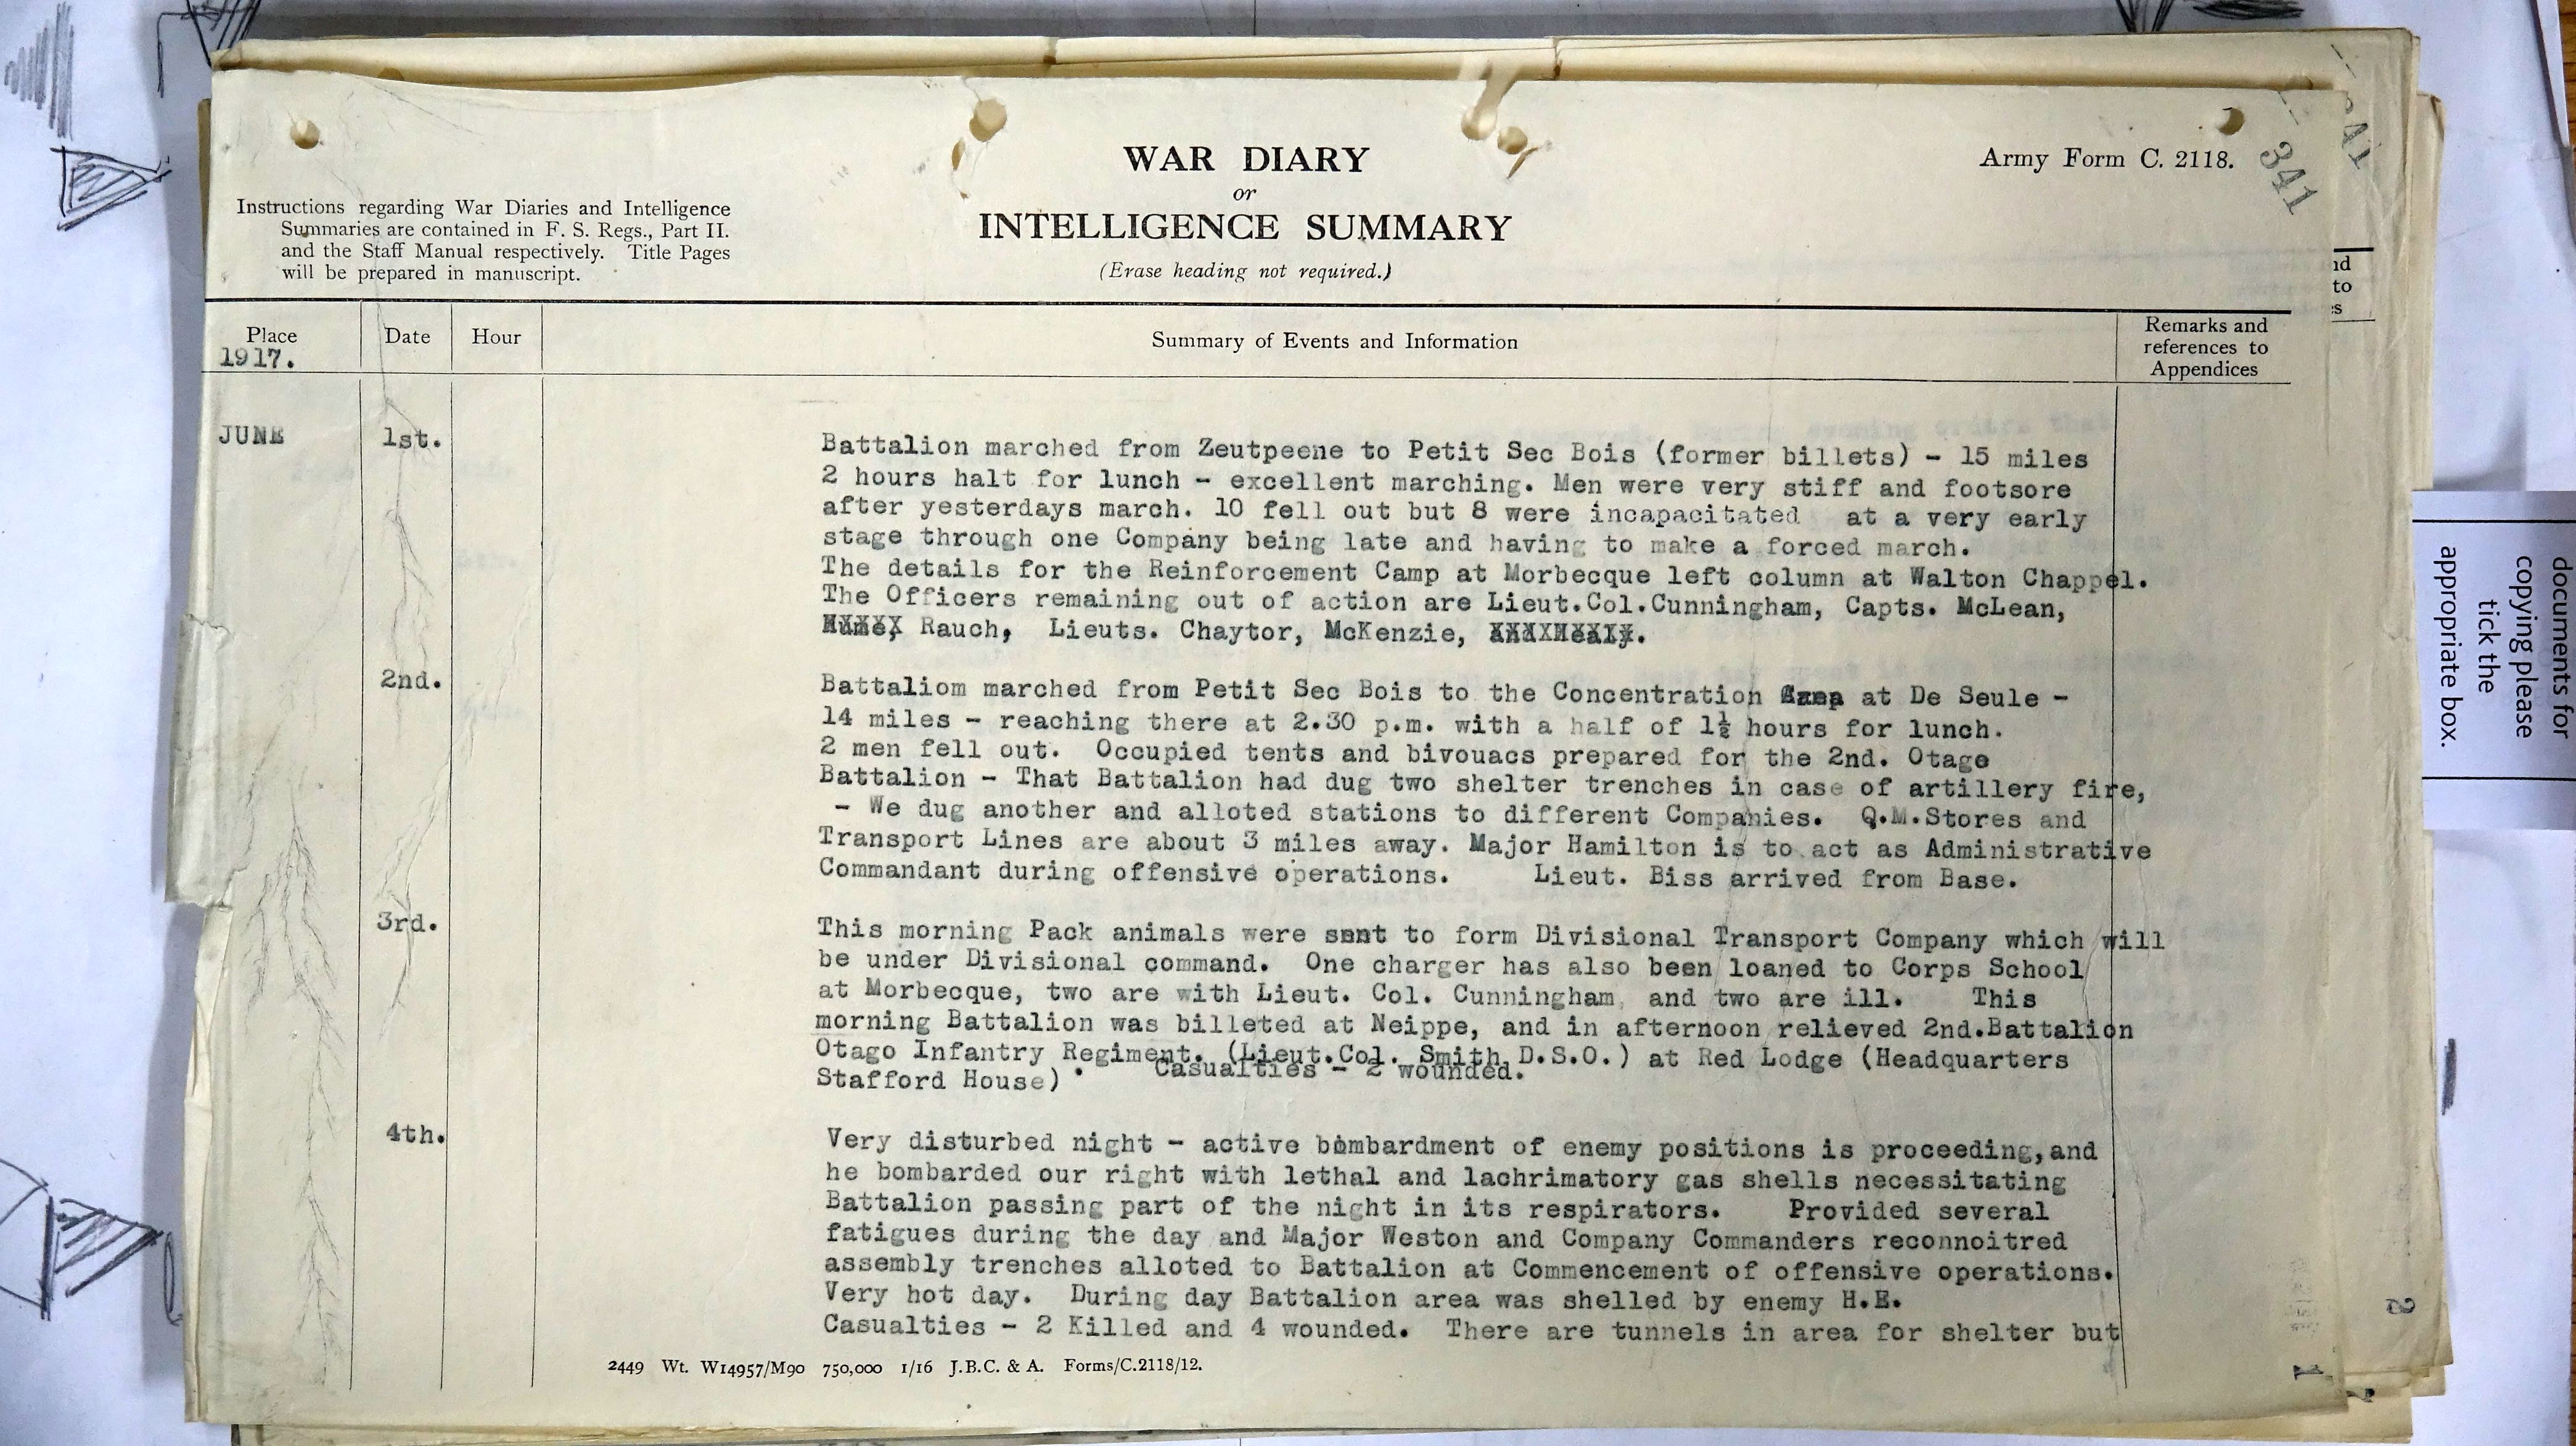 WAR DIARY
or
INTELLIGENCE SUMMARY
(Erase heading not required.)
Army Form C. 2118.
341
Instructions regarding War Diaries and Intelligence
Summaries are contained in F. S. Regs., Part II.
and the Staff Manual respectively. Title Pages
will be prepared in manuscript.
Place
1917.
Date
Hour
Summary of Events and Information
Remarks and
references to
Appendices
JUNE
1st.
Battalion marched from Zeutpeene to Petit Sec Bois (former billets) - 15 miles
2 hours halt for lunch - excellent marching. Men were very stiff and footsore
after yesterdays march. 10 fell out but 8 were incapacitated at a very early
stage through one Company being late and having to make a forced march.
The details for the Reinforcement Camp at Morbecque left column at Walton Chappel.
The Officers remaining out of action are Lieut.Col.Cunningham, Capts. McLean,
Rauch, Lieuts. Chaytor, McKenzie,
2nd.
Battaliom marched from Petit Sec Bois to the Concentration at De Seule -
14 miles - reaching there at 2.30 p.m. with a half of 1½ hours for lunch.
2 men fell out. Occupied tents and bivouacs prepared for the 2nd. Otage
Battalion - That Battalion had dug two shelter trenches in case of artillery fire,
- We dug another and alloted stations to different Companies. Q.M.Stores and
Transport Lines are about 3 miles away. Major Hamilton is to act as Administrative
Commandant during offensive operations. Lieut. Biss arrived from Base.
3rd.
This morning Pack animals were sent to form Divisional Transport Company which will
be under Divisional command. One charger has also been loaned to Corps School
at Morbecque, two are with Lieut. Col. Cunningham, and two are ill. This
morning Battalion was billeted at Neippe, and in afternoon relieved 2nd.Battalion
Otago Infantry Regiment. (Lieut.Col. Smith D.S.O.) at Red Lodge (Headquarters
Stafford House). Casualties - 2 wounded.
4th.
Very disturbed night - active bombardment of enemy positions is proceeding,and
he bombarded our right with lethal and lachrimatory gas shells necessitating
Battalion passing part of the night in its respirators. Provided several
fatigues during the day and Major Weston and Company Commanders reconnoitred
assembly trenches alloted to Battalion at Commencement of offensive operations.
Very hot day. During day Battalion area was shelled by enemy H.E.
Casualties - 2 Killed and 4 wounded. There are tunnels in area for shelter but
2449 Wt. W14957/M90 750,000 1/16 J.B.C. & A. Forms/C.2118/12.
documents for
copying please
tick the
appropriate box.